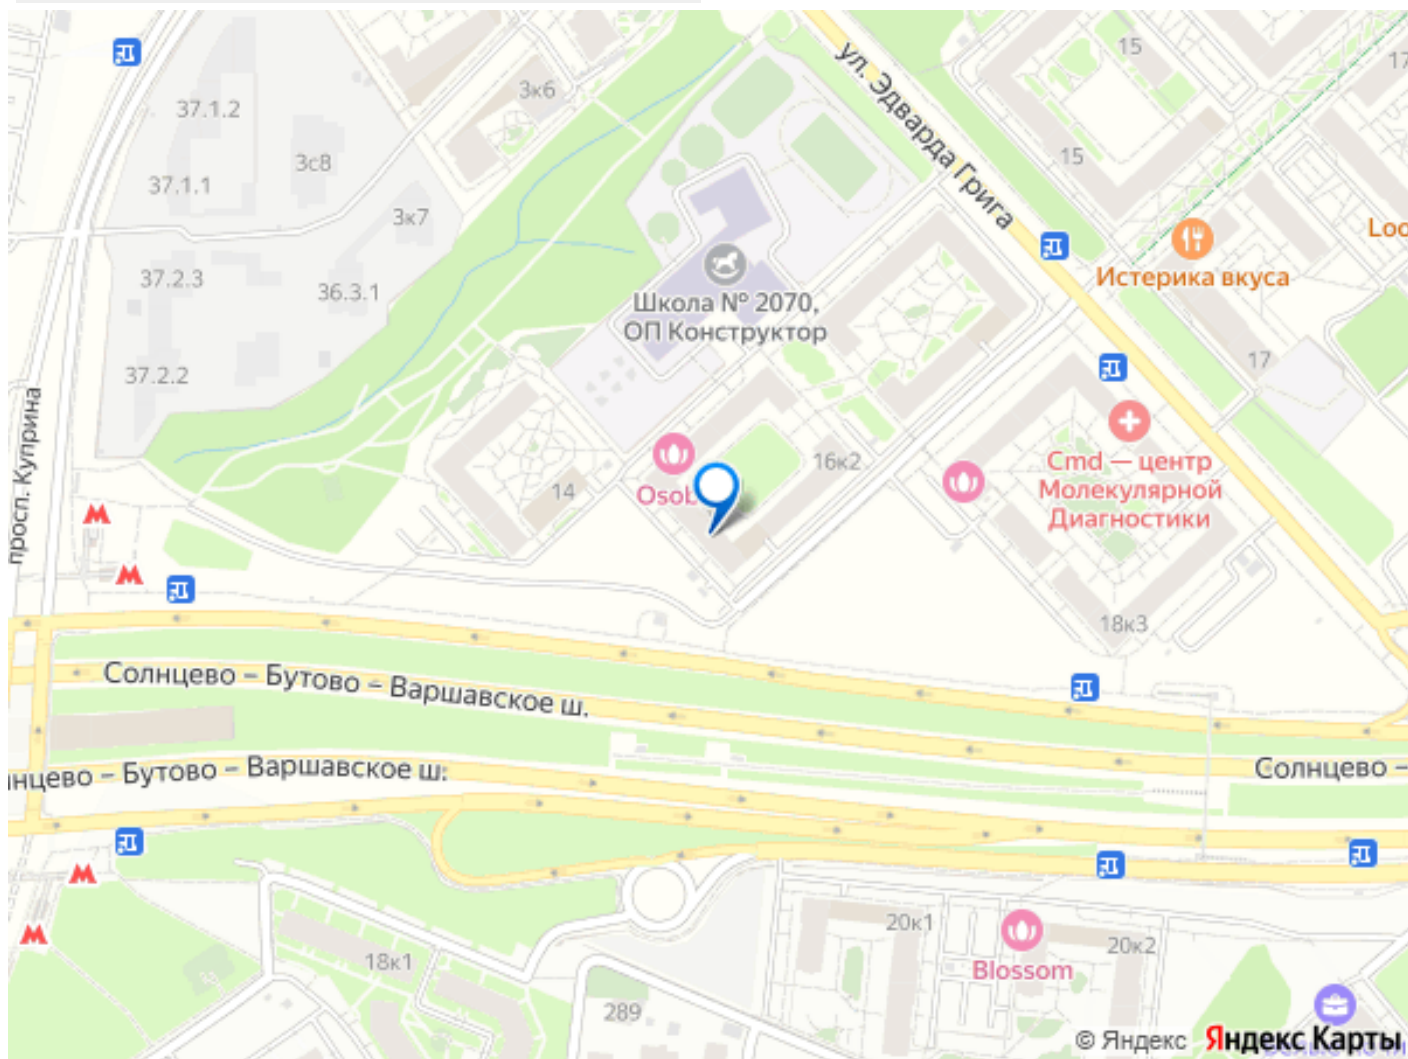 15
17
ул. Эдварда Грига
3к6
37.1.2
15
3с8
37.1.1
3к7
Loo
37.2.3
Истерика вкуса
36.3.1
Школа № 2070,
ОП Конструктор
17
37.2.2
просп. Куприна
Cmd — центр
Молекулярной
Диагностики
16к2
14
Osob
18к3
Солнцево – Бутово – Варшавское ш.
нцево – Бутово – Варшавское ш.
Солнцево –
20к1
20к2
18к1
Blossom
289
© Яндекс Яндекс Карты